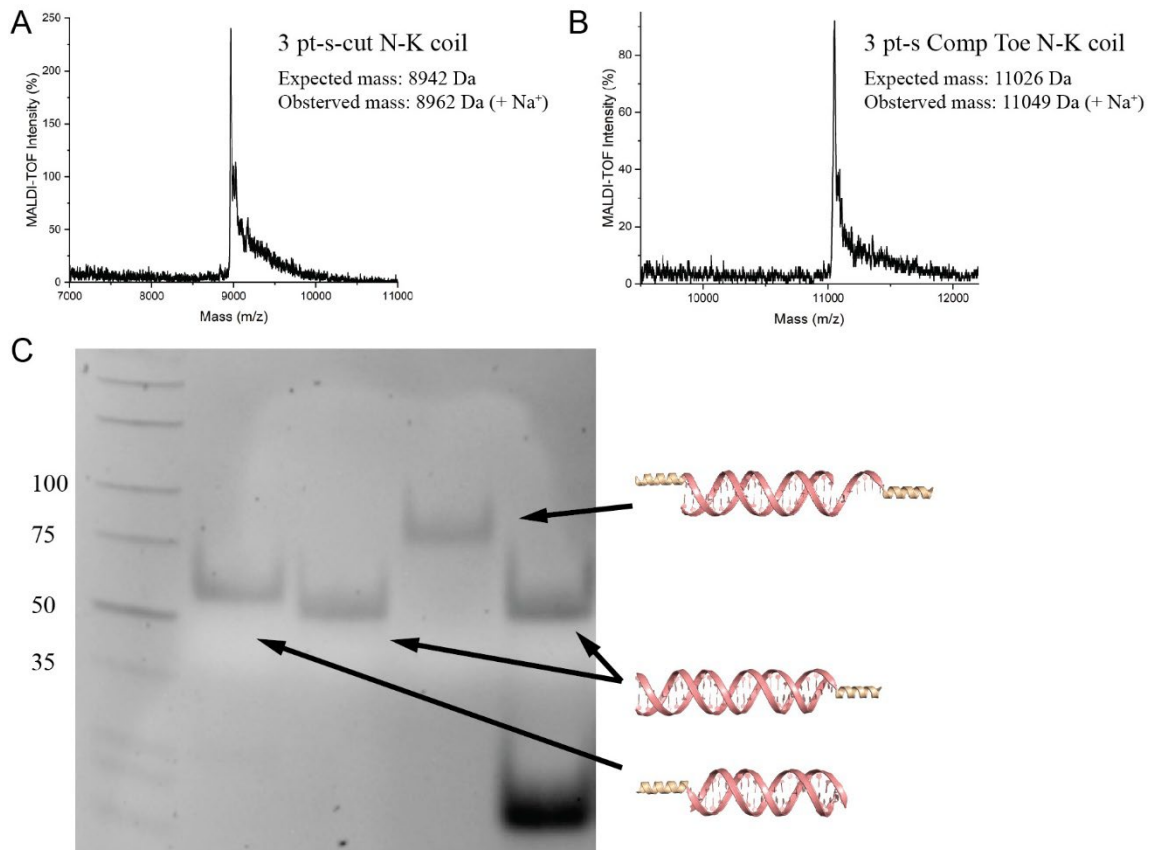 A
3 pt-s-cut N-K coil
Expected mass: 8942 Da
Obsterved mass: 8962 Da (+ Na⁺)
MALDI-TOF Intensity (%)
250
200
150
100
50
0
7000 8000 9000 10000 11000
Mass (m/z)
B
3 pt-s Comp Toe N-K coil
Expected mass: 11026 Da
Obsterved mass: 11049 Da (+ Na⁺)
MALDI-TOF Intensity (%)
80
60
40
20
0
10000 11000 12000
Mass (m/z)
C
100
75
50
35